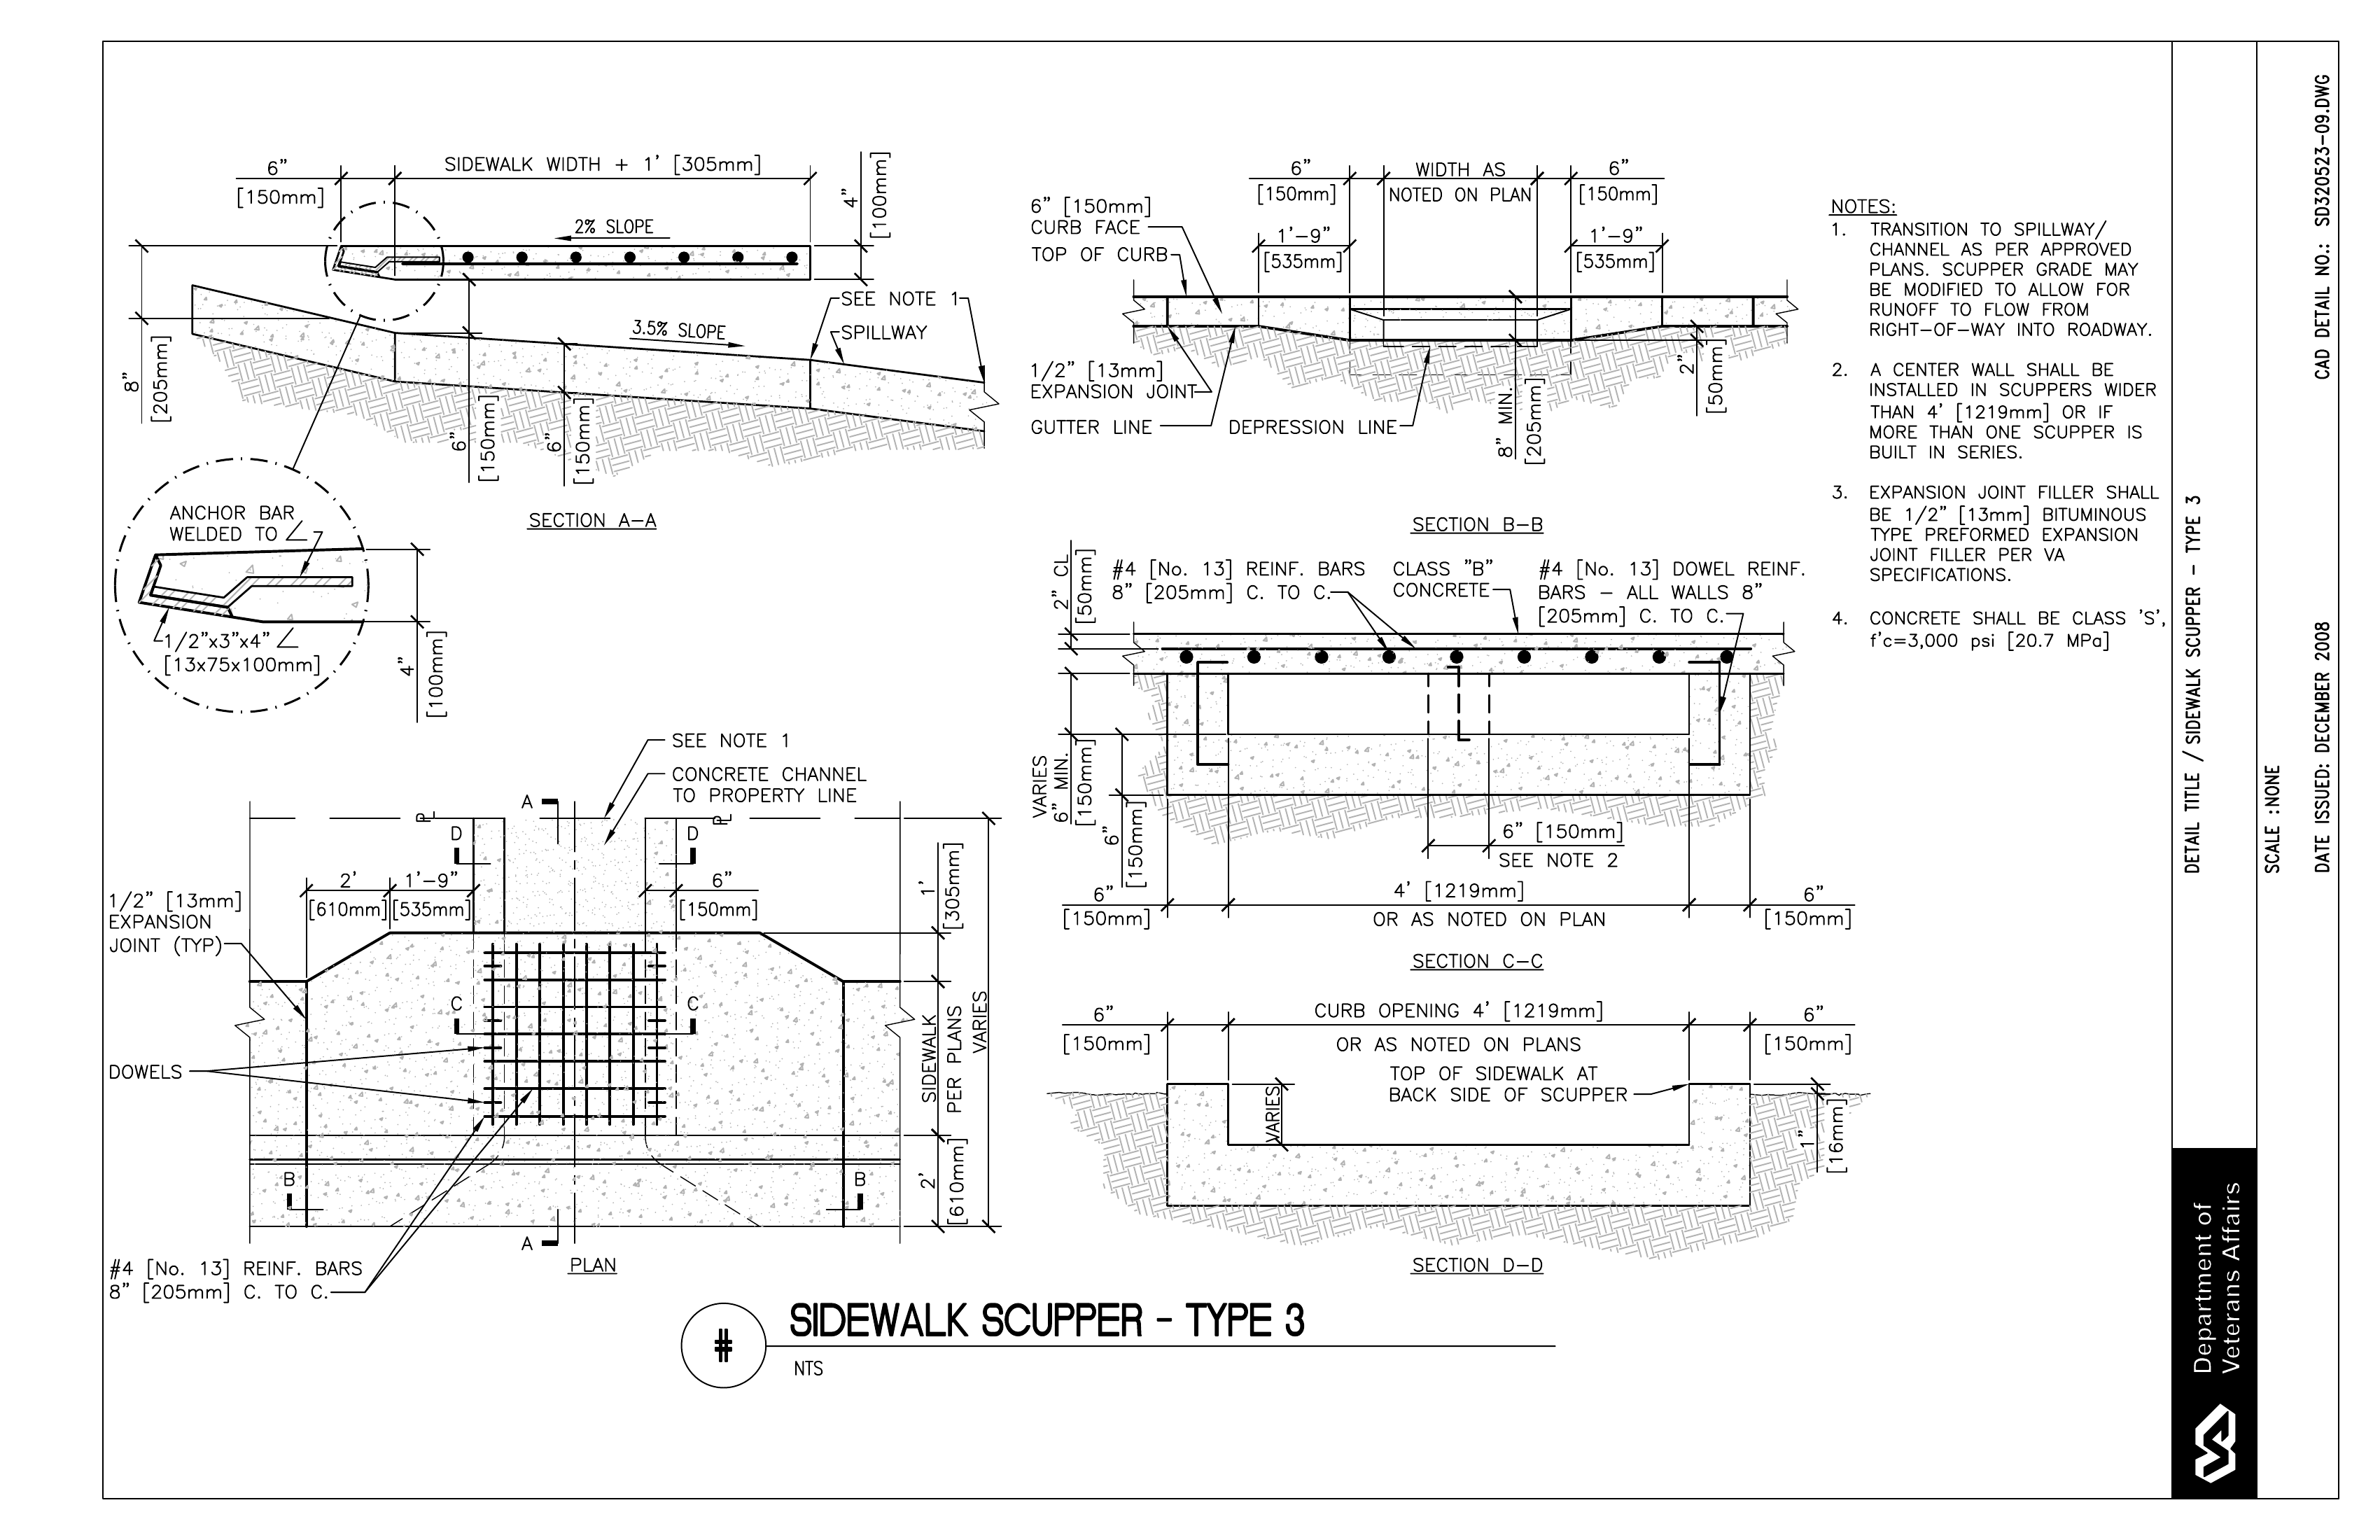 6"
[150mm]
SIDEWALK WIDTH + 1' [305mm]
4"
[100mm]
2% SLOPE
8"
[205mm]
SEE NOTE 1
SPILLWAY
3.5% SLOPE
6"
[150mm]
6"
[150mm]
SECTION A-A
ANCHOR BAR
WELDED TO
1/2"x3"x4"
[13x75x100mm]
4"
[100mm]
6"
[150mm]
WIDTH AS
NOTED ON PLAN
6"
[150mm]
6" [150mm]
CURB FACE
TOP OF CURB
1'-9"
[535mm]
1'-9"
[535mm]
1/2" [13mm]
EXPANSION JOINT
GUTTER LINE
DEPRESSION LINE
8" MIN.
[205mm]
2"
[50mm]
SECTION B-B
NOTES:
1. TRANSITION TO SPILLWAY/
CHANNEL AS PER APPROVED
PLANS. SCUPPER GRADE MAY
BE MODIFIED TO ALLOW FOR
RUNOFF TO FLOW FROM
RIGHT-OF-WAY INTO ROADWAY.
2. A CENTER WALL SHALL BE
INSTALLED IN SCUPPERS WIDER
THAN 4' [1219mm] OR IF
MORE THAN ONE SCUPPER IS
BUILT IN SERIES.
3. EXPANSION JOINT FILLER SHALL
BE 1/2" [13mm] BITUMINOUS
TYPE PREFORMED EXPANSION
JOINT FILLER PER VA
SPECIFICATIONS.
4. CONCRETE SHALL BE CLASS 'S',
f'c=3,000 psi [20.7 MPa]
2" CL
[50mm]
#4 [No. 13] REINF. BARS
8" [205mm] C. TO C.
CLASS "B"
CONCRETE
#4 [No. 13] DOWEL REINF.
BARS - ALL WALLS 8"
[205mm] C. TO C.
VARIES
6" MIN.
[150mm]
6"
[150mm]
6" [150mm]
SEE NOTE 2
6"
[150mm]
4' [1219mm]
OR AS NOTED ON PLAN
6"
[150mm]
SECTION C-C
SEE NOTE 1
CONCRETE CHANNEL
TO PROPERTY LINE
A
PL
PL
D
D
2'
[610mm]
1'-9"
[535mm]
6"
[150mm]
1'
[305mm]
1/2" [13mm]
EXPANSION
JOINT (TYP)
C
C
DOWELS
SIDEWALK
PER PLANS
VARIES
2'
[610mm]
B
B
A
#4 [No. 13] REINF. BARS
8" [205mm] C. TO C.
PLAN
6"
[150mm]
CURB OPENING 4' [1219mm]
OR AS NOTED ON PLANS
6"
[150mm]
TOP OF SIDEWALK AT
BACK SIDE OF SCUPPER
VARIES
1"
[16mm]
SECTION D-D
#
SIDEWALK SCUPPER - TYPE 3
NTS
DETAIL TITLE / SIDEWALK SCUPPER - TYPE 3
SCALE :NONE
DATE ISSUED: DECEMBER 2008
CAD DETAIL NO.: SD320523-09.DWG
Department of
Veterans Affairs